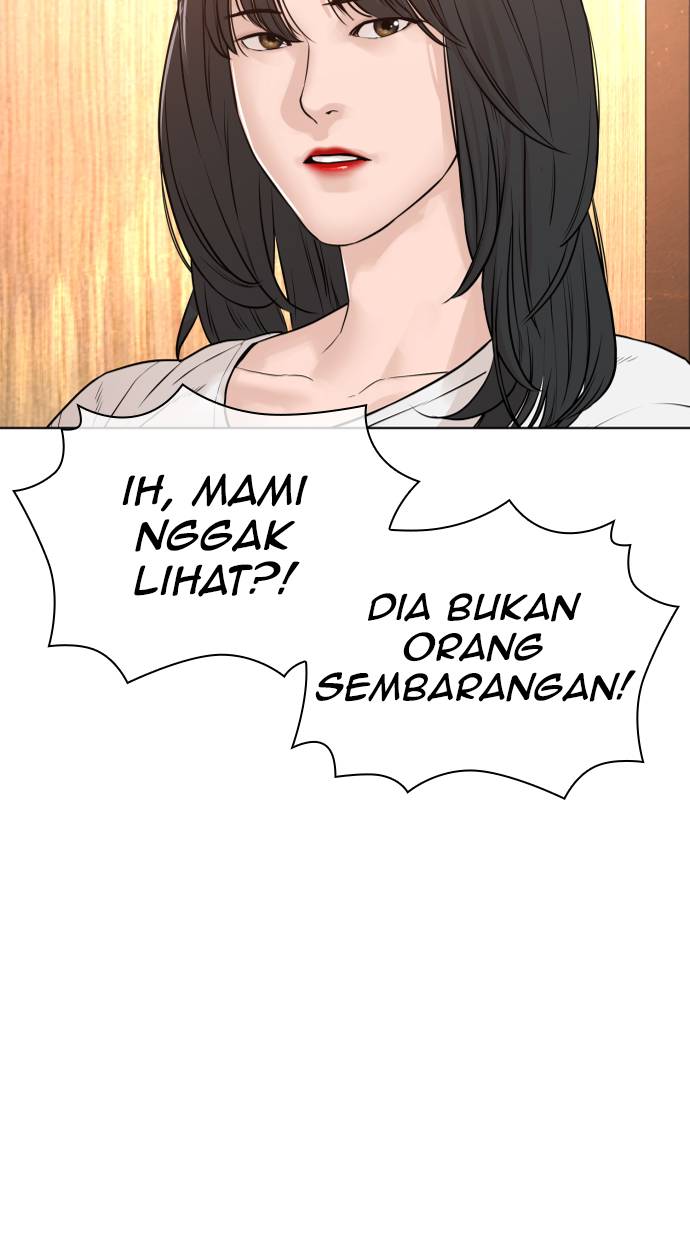 IH, MAMI
NGGAK
LIHAT?!
DIA BUKAN
ORANG
SEMBARANGAN!